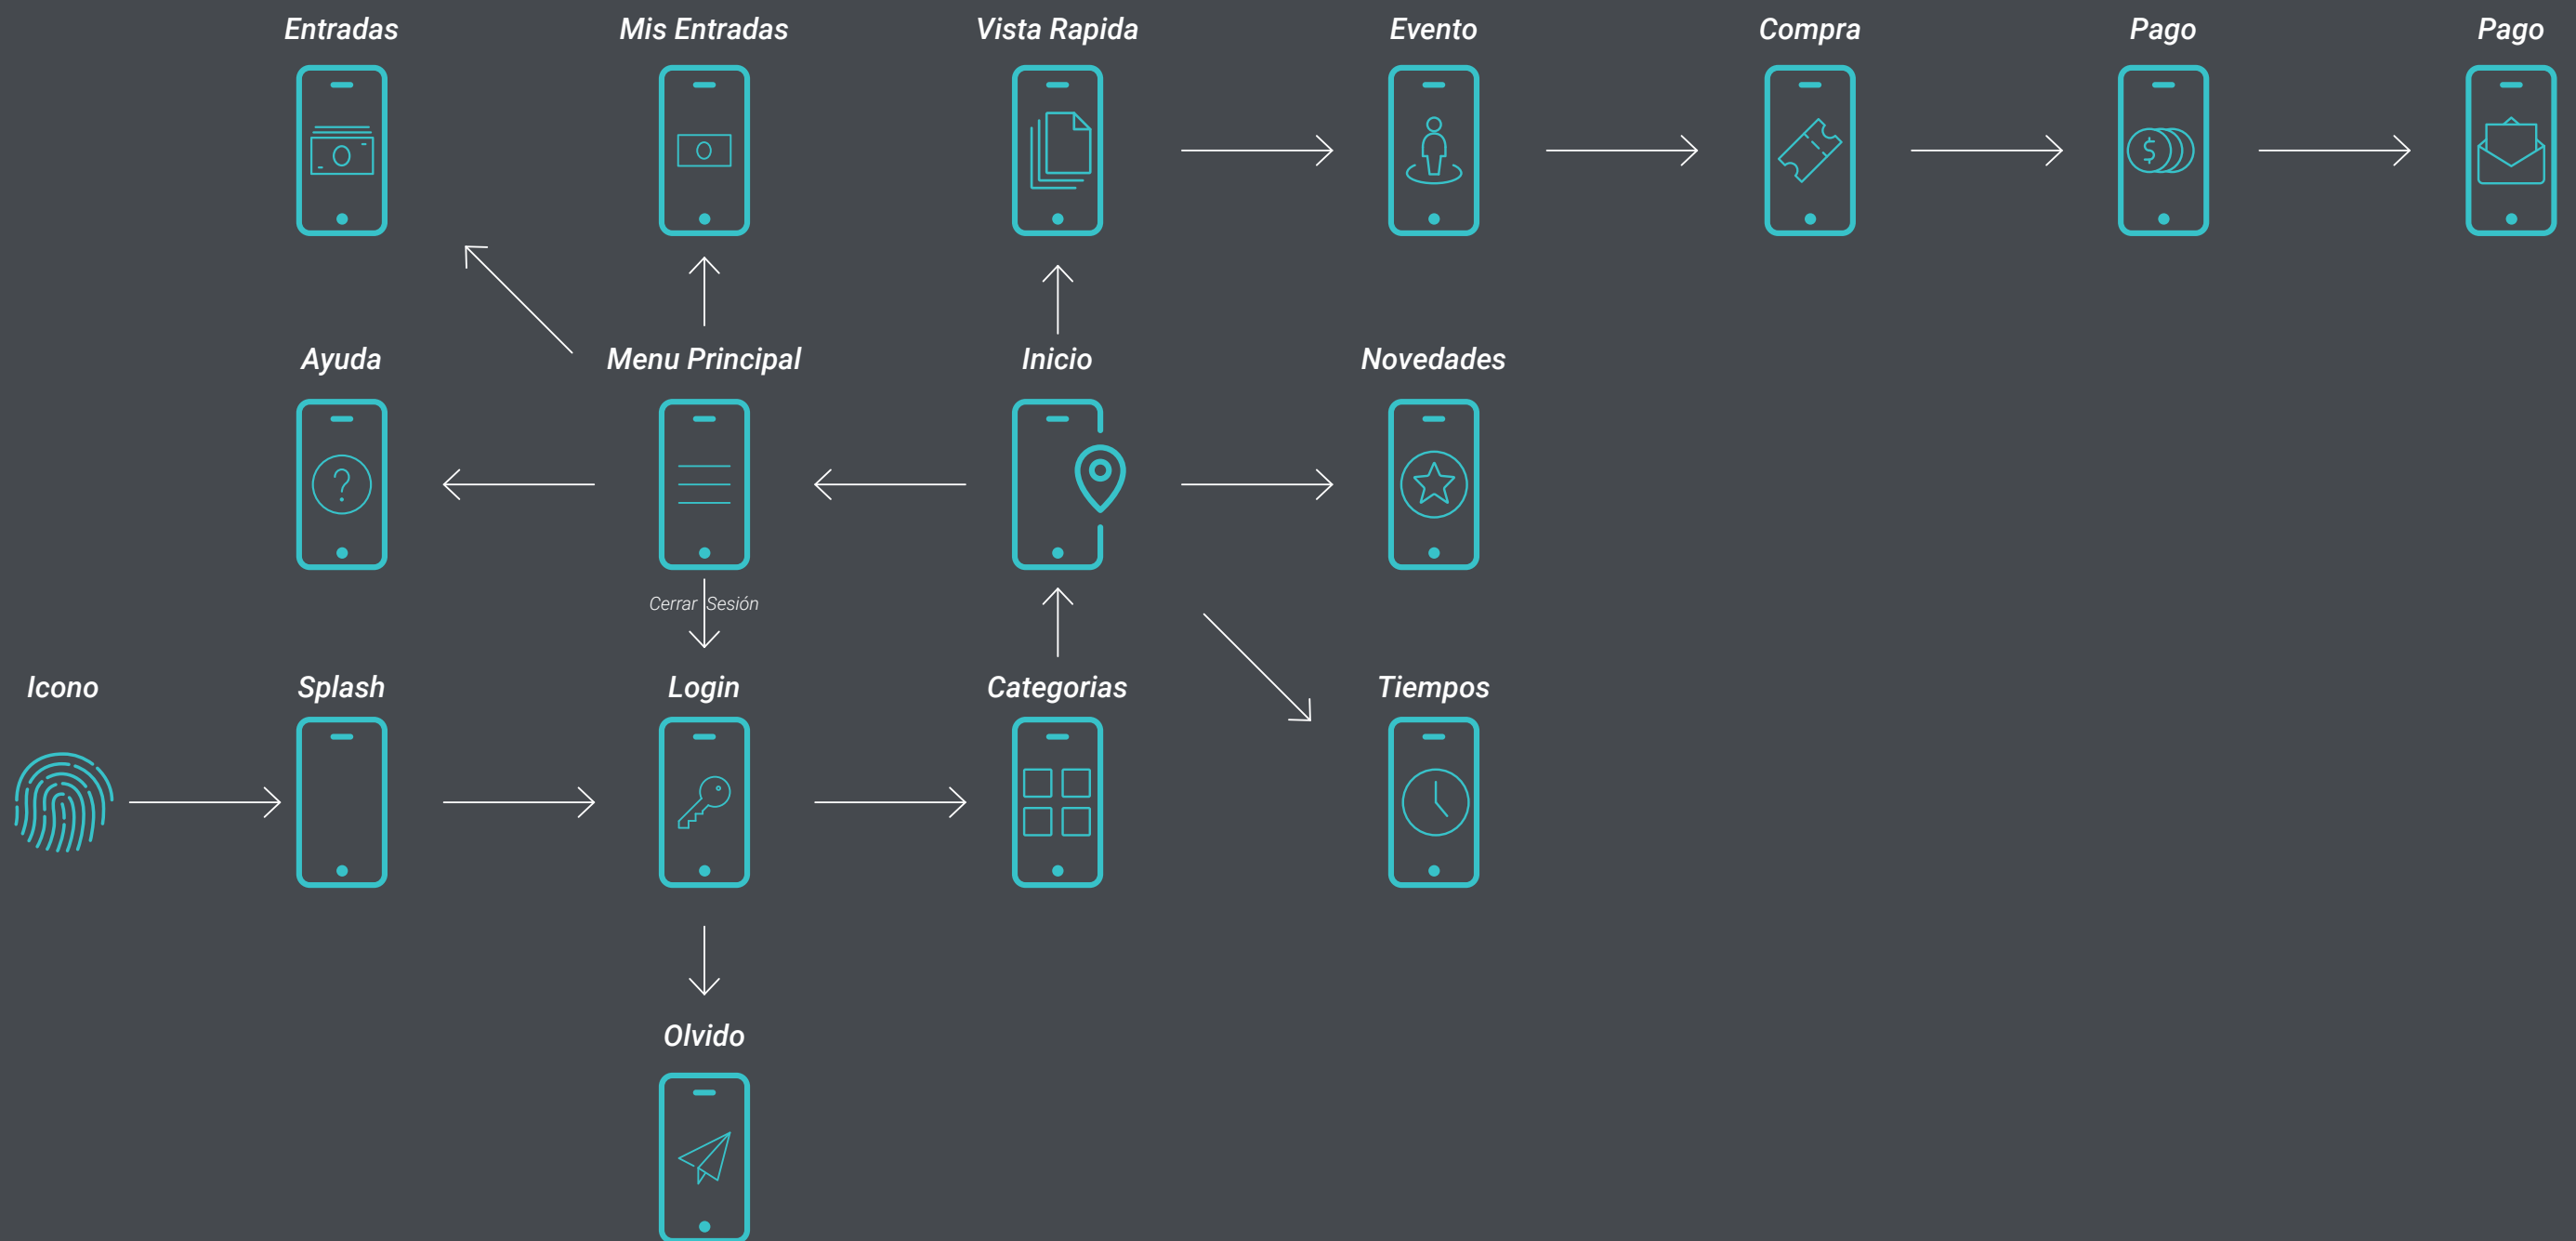 Entradas
Mis Entradas
Vista Rapida
Evento
Compra
Pago
Pago
Ayuda
Menu Principal
Inicio
Novedades
Cerrar Sesión
Icono
Splash
Login
Categorias
Tiempos
Olvido